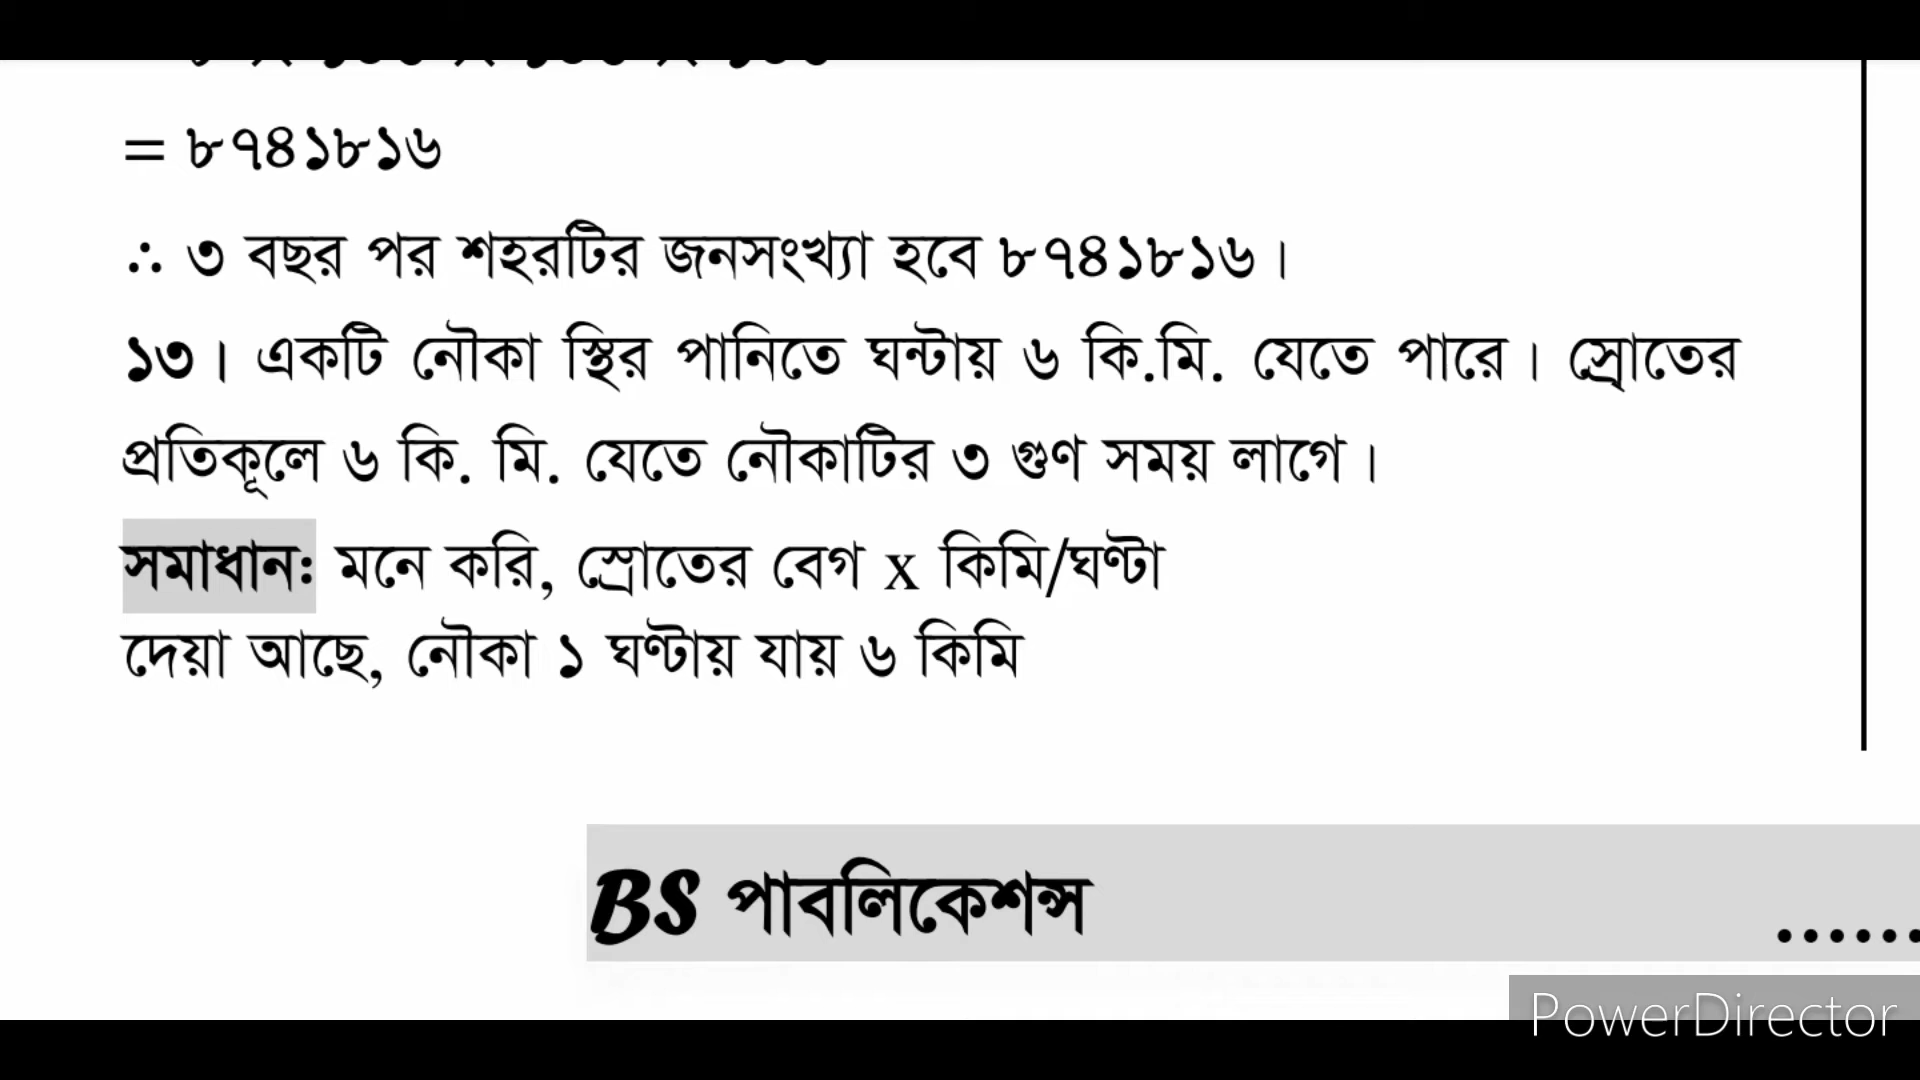 = ৮৭৪১৮১৬
∴ ৩ বছর পর শহরটির জনসংখ্যা হবে ৮৭৪১৮১৬।
১৩। একটি নৌকা স্থির পানিতে ঘন্টায় ৬ কি.মি. যেতে পারে। স্রোতের
প্রতিকূলে ৬ কি. মি. যেতে নৌকাটির ৩ গুণ সময় লাগে।
সমাধান: মনে করি, স্রোতের বেগ x কিমি/ঘণ্টা
দেয়া আছে, নৌকা ১ ঘণ্টায় যায় ৬ কিমি
BS পাবলিকেশন্স
......
PowerDirector